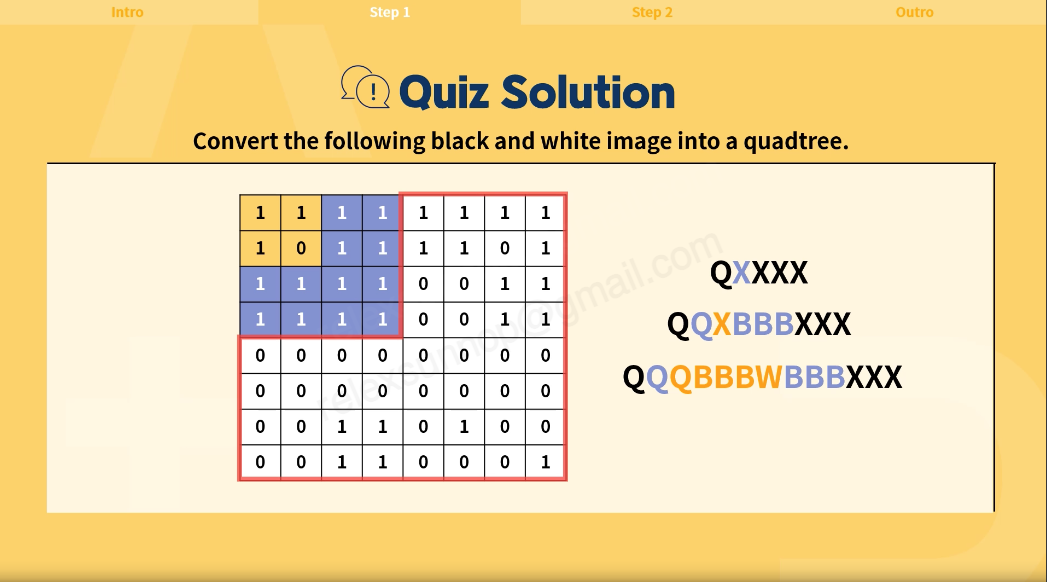 Intro Step 1 Step 2 Outro
Quiz Solution
Convert the following black and white image into a quadtree.
1 1 1 1 1 1 1 1
1 0 1 1 1 1 0 1
1 1 1 1 0 0 1 1
1 1 1 1 0 0 1 1
0 0 0 0 0 0 0 0
0 0 0 0 0 0 0 0
0 0 1 1 0 1 0 0
0 0 1 1 0 0 0 1
QXXXX
QQXBBBXXX
QQQBBBWBBBXXX